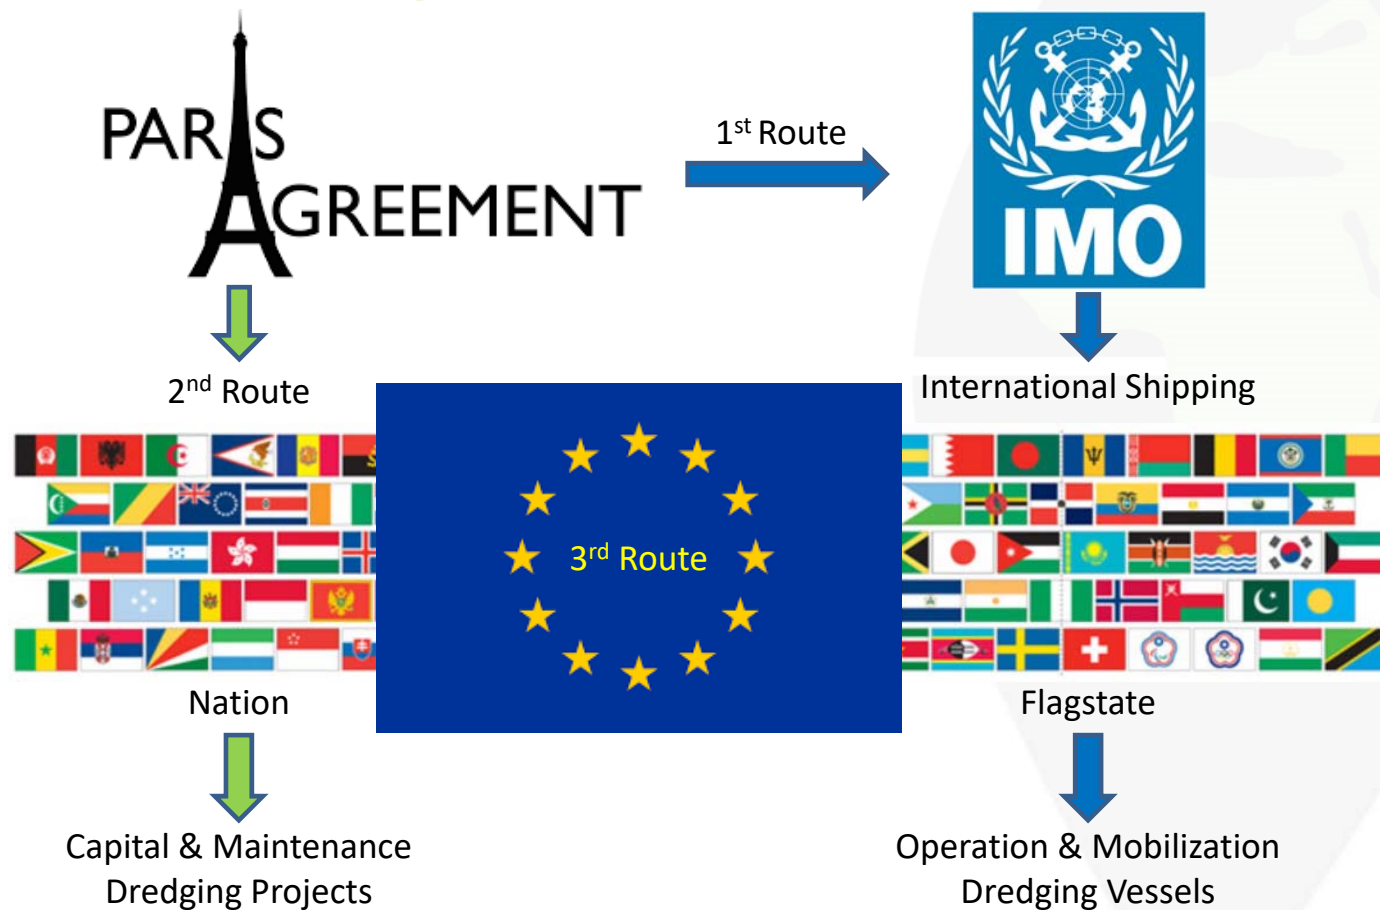 PARIS
AGREEMENT
1st Route
IMO
2nd Route
International Shipping
3rd Route
Nation
Flagstate
Capital & Maintenance
Dredging Projects
Operation & Mobilization
Dredging Vessels